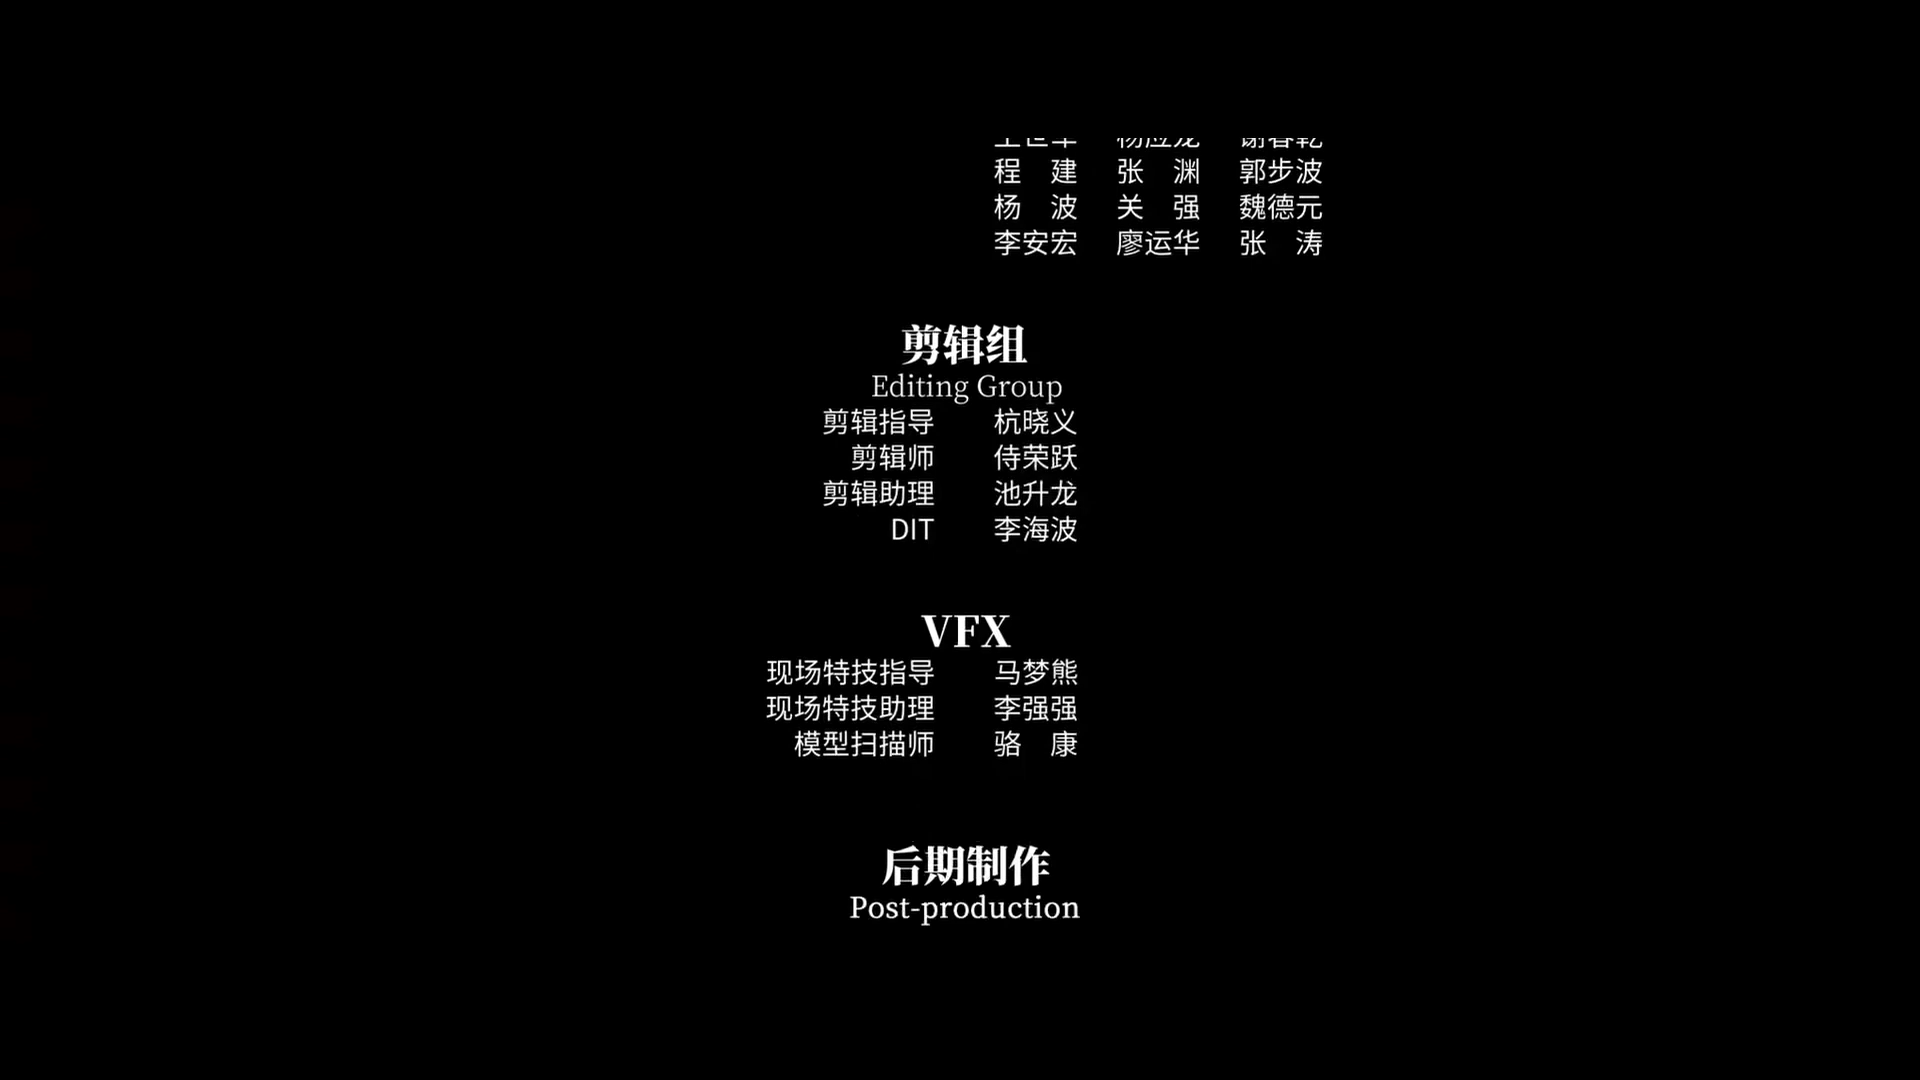 程　建 张　渊 郭步波
杨　波 关　强 魏德元
李安宏 廖运华 张　涛
剪辑组
Editing Group
剪辑指导 杭晓义
剪辑师 侍荣跃
剪辑助理 池升龙
DIT 李海波
VFX
现场特技指导 马梦熊
现场特技助理 李强强
模型扫描师 骆　康
后期制作
Post-production